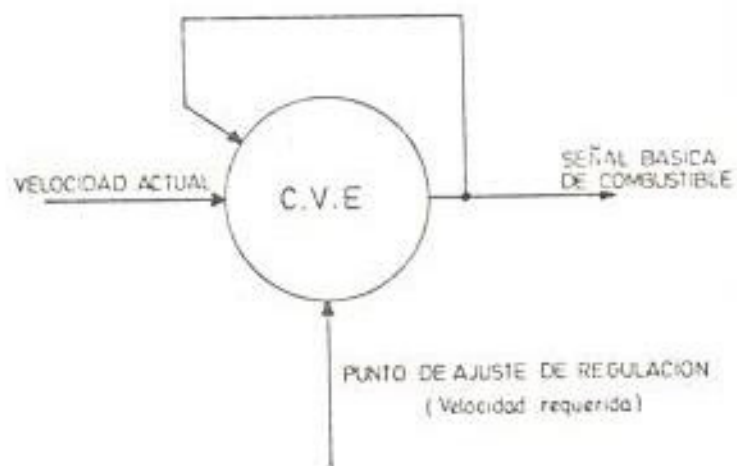 VELOCIDAD ACTUAL
C.V.E
SEÑAL BASICA
DE COMBUSTIBLE
PUNTO DE AJUSTE DE REGULACION
(Velocidad requerida)